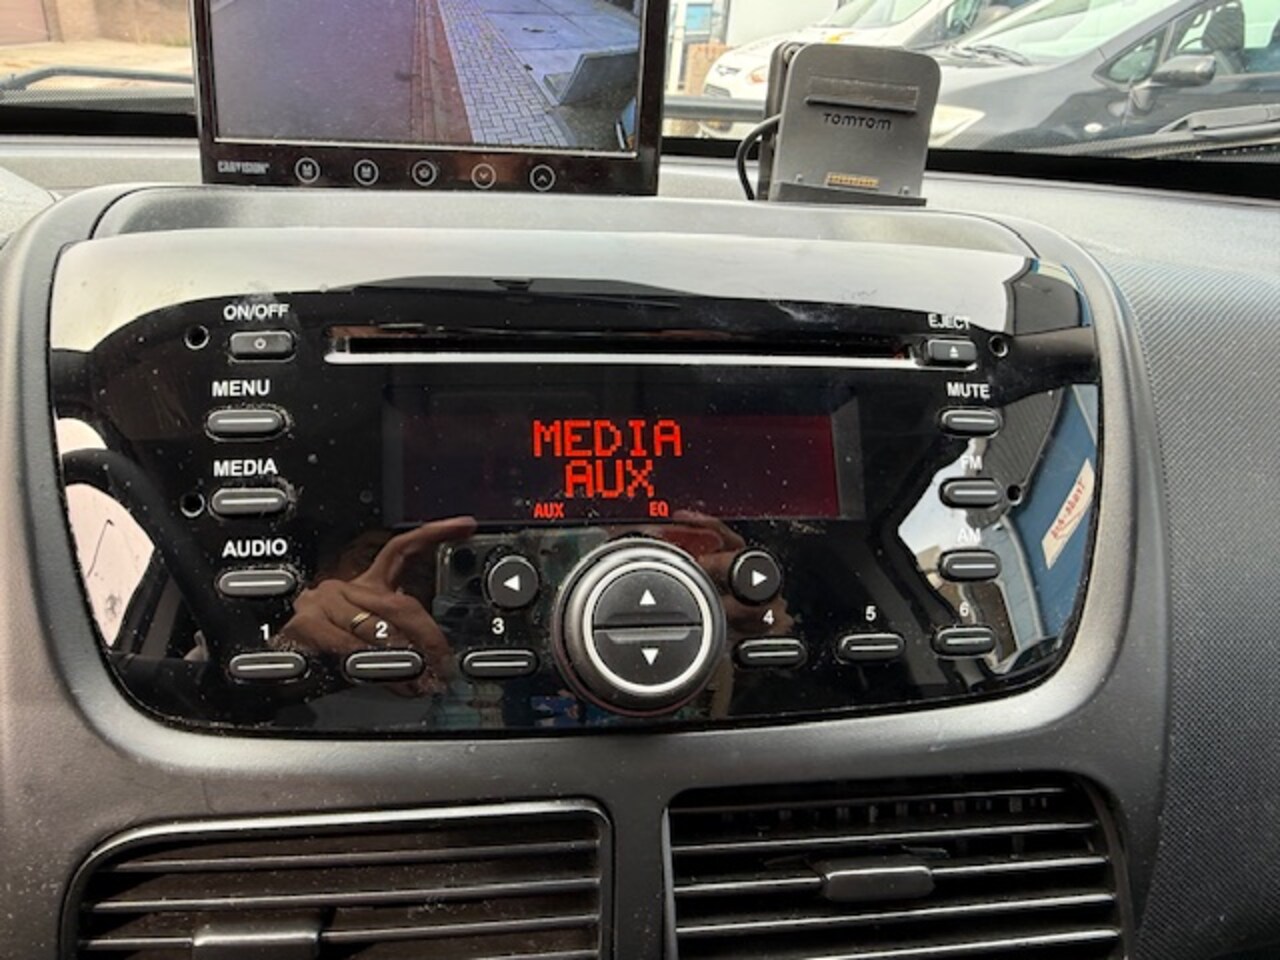 TOMTOM
CARVISION
M
M
ON/OFF
EJECT
MENU
MUTE
MEDIA
MEDIA
AUX
FM
AUX EQ
AUDIO
AM
1
2
3
4
5
6